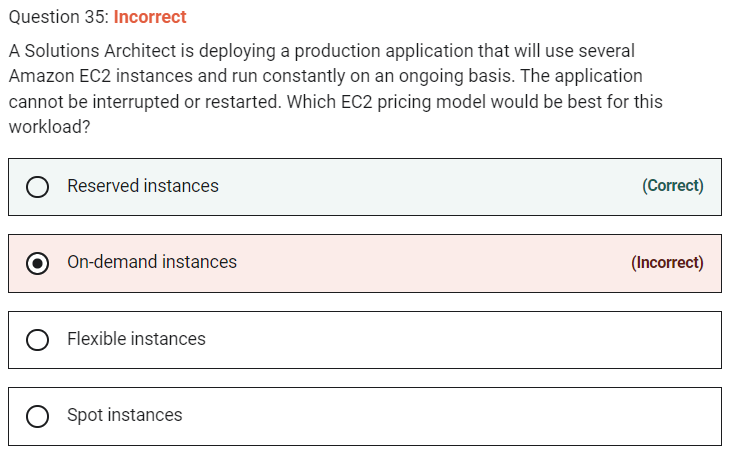 Question 35: Incorrect
A Solutions Architect is deploying a production application that will use several
Amazon EC2 instances and run constantly on an ongoing basis. The application
cannot be interrupted or restarted. Which EC2 pricing model would be best for this
workload?
Reserved instances (Correct)
On-demand instances (Incorrect)
Flexible instances
Spot instances